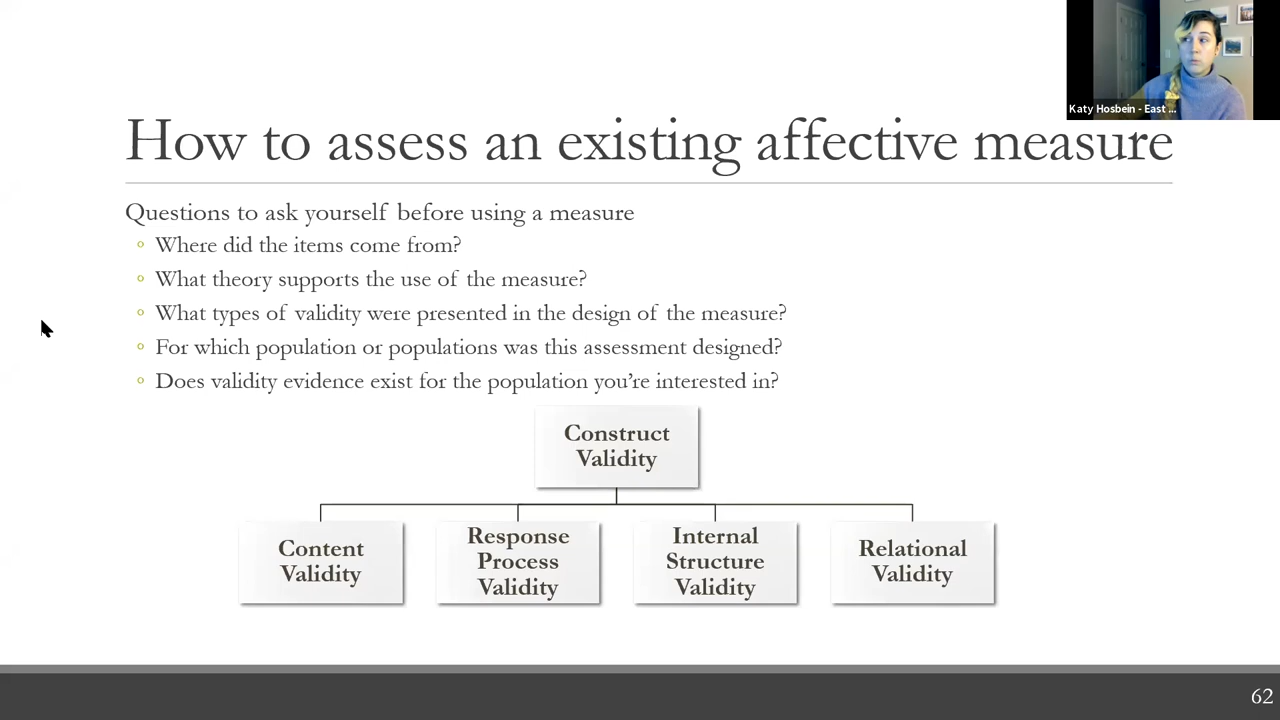 Katy Hosbein - East ...
How to assess an existing affective measure
Questions to ask yourself before using a measure
Where did the items come from?
What theory supports the use of the measure?
What types of validity were presented in the design of the measure?
For which population or populations was this assessment designed?
Does validity evidence exist for the population you're interested in?
Construct
Validity
Content
Validity
Response
Process
Validity
Internal
Structure
Validity
Relational
Validity
62